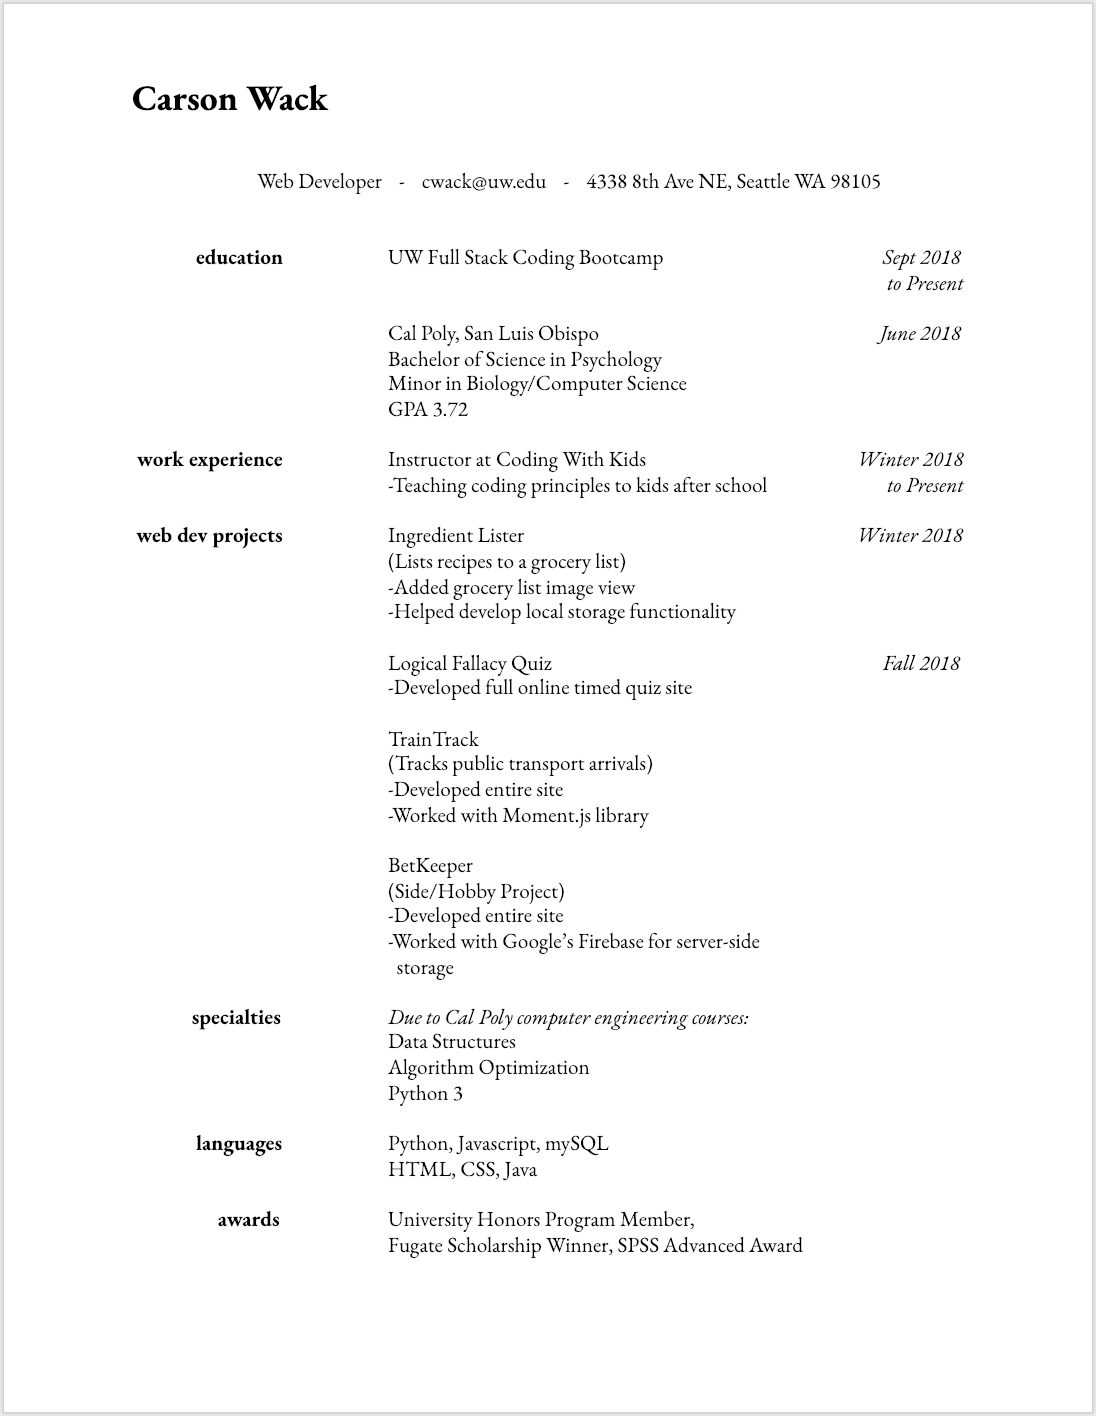 Carson Wack
Web Developer - cwack@uw.edu - 4338 8th Ave NE, Seattle WA 98105
education UW Full Stack Coding Bootcamp Sept 2018
to Present
Cal Poly, San Luis Obispo June 2018
Bachelor of Science in Psychology
Minor in Biology/Computer Science
GPA 3.72
work experience Instructor at Coding With Kids Winter 2018
-Teaching coding principles to kids after school to Present
web dev projects Ingredient Lister Winter 2018
(Lists recipes to a grocery list)
-Added grocery list image view
-Helped develop local storage functionality
Logical Fallacy Quiz Fall 2018
-Developed full online timed quiz site
TrainTrack
(Tracks public transport arrivals)
-Developed entire site
-Worked with Moment.js library
BetKeeper
(Side/Hobby Project)
-Developed entire site
-Worked with Google’s Firebase for server-side
storage
specialties Due to Cal Poly computer engineering courses:
Data Structures
Algorithm Optimization
Python 3
languages Python, Javascript, mySQL
HTML, CSS, Java
awards University Honors Program Member,
Fugate Scholarship Winner, SPSS Advanced Award